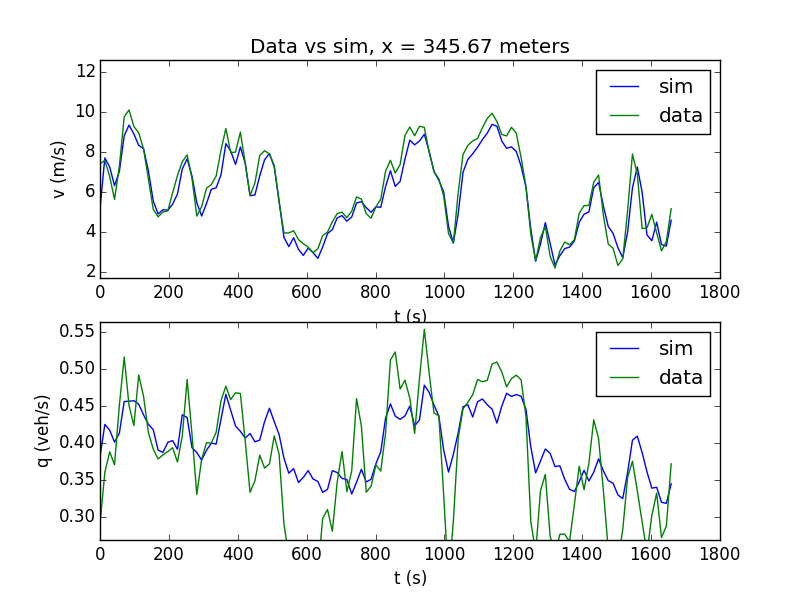 Data vs sim, x = 345.67 meters
v (m/s)
12
10
8
6
4
2
sim
data
0 200 400 600 800 1000 1200 1400 1600 1800
t (s)
q (veh/s)
0.55
0.50
0.45
0.40
0.35
0.30
sim
data
0 200 400 600 800 1000 1200 1400 1600 1800
t (s)